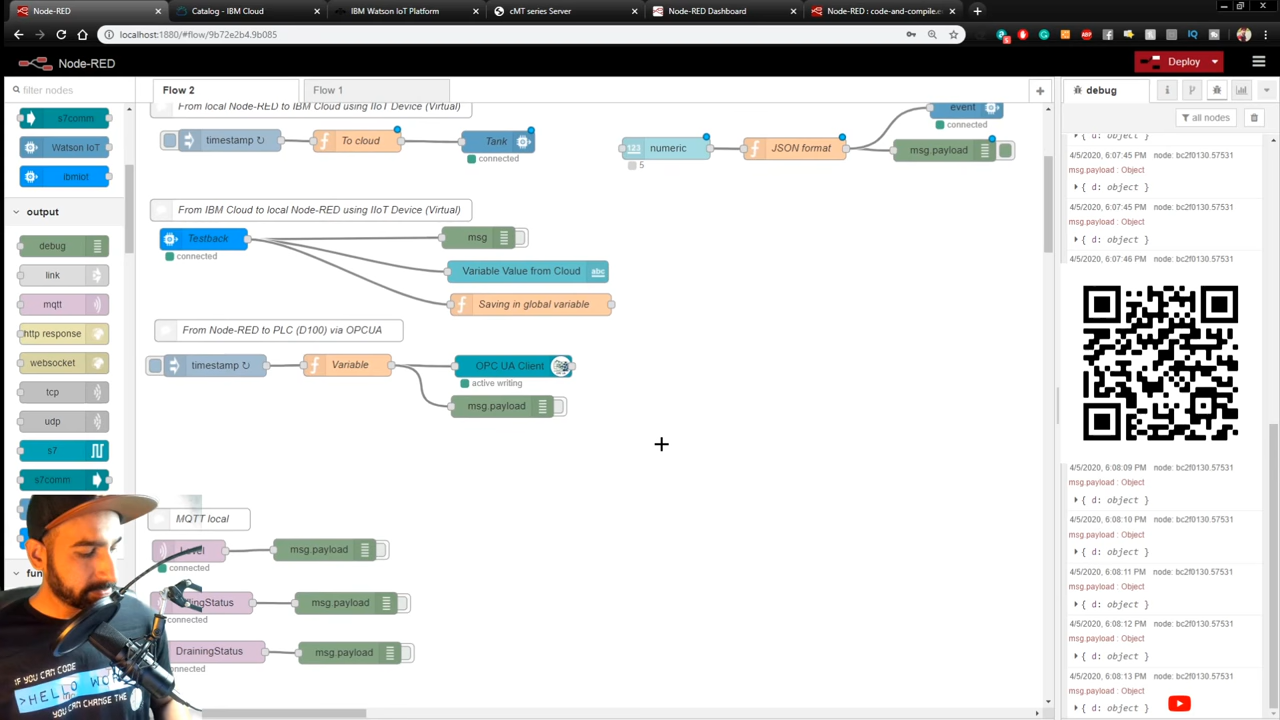 Node-RED
Catalog - IBM Cloud
IBM Watson IoT Platform
cMT series Server
Node-RED Dashboard
Node-RED : code-and-compile.e
localhost:1880/#flow/9b72e2b4.9b085
Node-RED
Deploy
filter nodes
Flow 2
Flow 1
debug
all nodes
s7comm
Watson IoT
ibmiot
output
debug
link
mqtt
http response
websocket
tcp
udp
s7
s7comm
From local Node-RED to IBM Cloud using IIoT Device (Virtual)
timestamp ↻
To cloud
Tank
connected
123
numeric
5
JSON format
event
connected
msg.payload
From IBM Cloud to local Node-RED using IIoT Device (Virtual)
Testback
connected
msg
Variable Value from Cloud
abc
Saving in global variable
From Node-RED to PLC (D100) via OPCUA
timestamp ↻
Variable
OPC UA Client
active writing
msg.payload
MQTT local
msg.payload
connected
msg.payload
connected
DrainingStatus
msg.payload
connected
{ d: object }
4/5/2020, 6:07:45 PM node: bc2f0130.57531
msg.payload : Object
{ d: object }
4/5/2020, 6:07:45 PM node: bc2f0130.57531
msg.payload : Object
{ d: object }
4/5/2020, 6:07:46 PM node: bc2f0130.57531
4/5/2020, 6:08:09 PM node: bc2f0130.57531
msg.payload : Object
{ d: object }
4/5/2020, 6:08:10 PM node: bc2f0130.57531
msg.payload : Object
{ d: object }
4/5/2020, 6:08:11 PM node: bc2f0130.57531
msg.payload : Object
{ d: object }
4/5/2020, 6:08:12 PM node: bc2f0130.57531
msg.payload : Object
{ d: object }
4/5/2020, 6:08:13 PM node: bc2f0130.57531
msg.payload : Object
{ d: object }
IF YOU CAN CODE
>HELLO WO
YOU CAN CHANGE THE